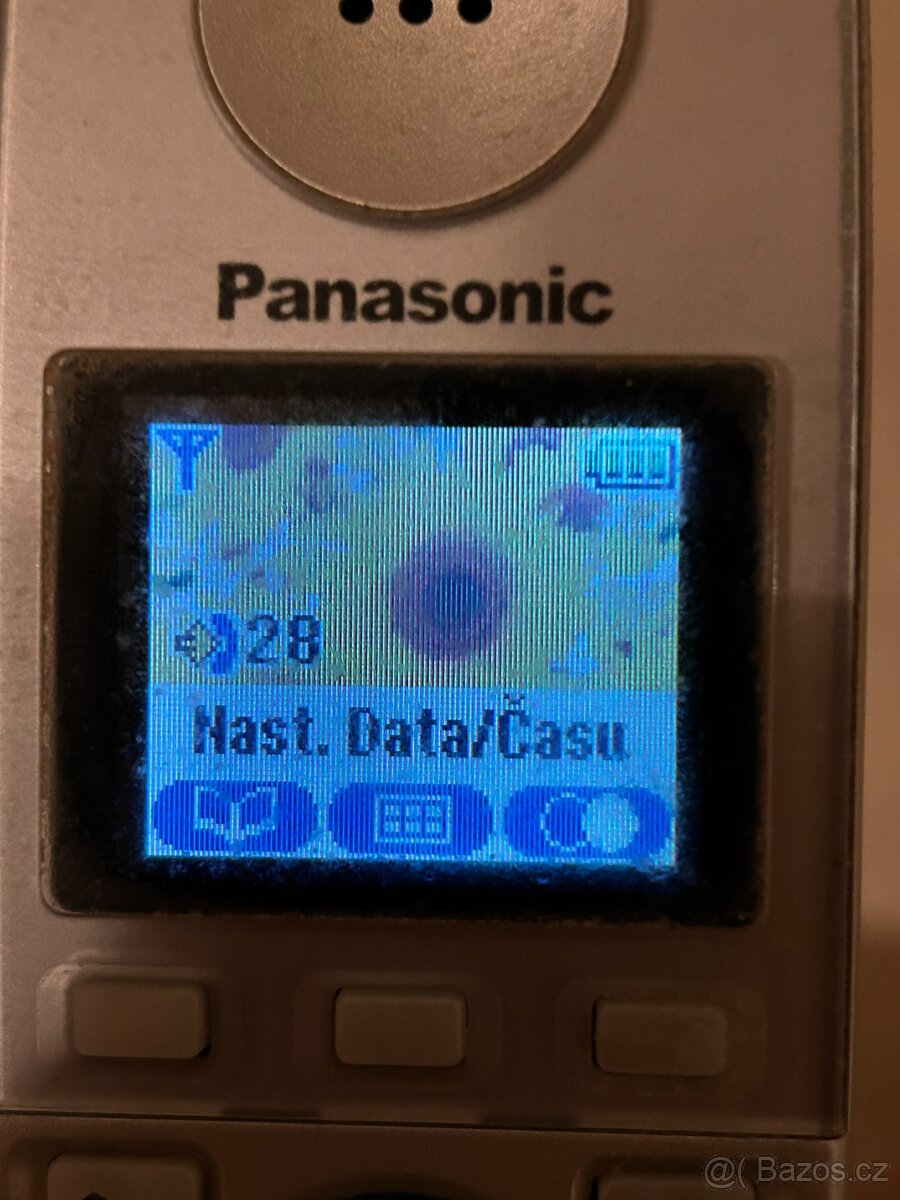 Panasonic
28
Nast. Data/Času
@( Bazos.cz